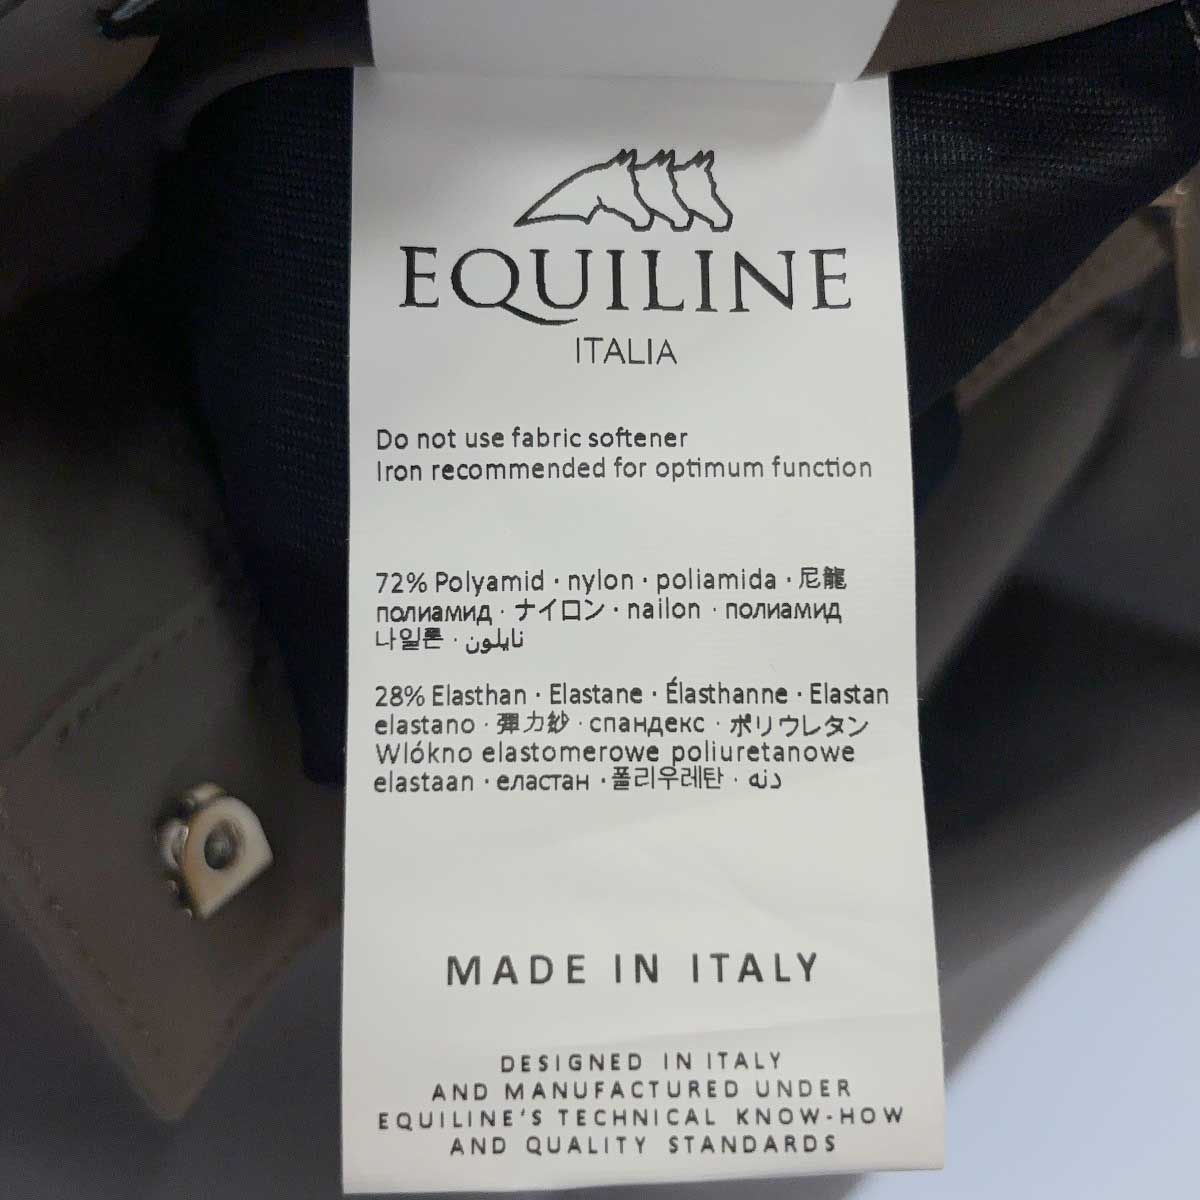 EQUILINE
ITALIA
Do not use fabric softener
Iron recommended for optimum function
72% Polyamid · nylon · poliamida · 尼龍
полиамид · ナイロン · nailon · полиамид
나일론 · نايلون
28% Elasthan · Elastane · Élasthanne · Elastan
elastano · 彈力紗 · спандекс · ポリウレタン
Wlókno elastomerowe poliuretanowe
elastaan · еластан · 폴리우레탄 · دنه
MADE IN ITALY
DESIGNED IN ITALY
AND MANUFACTURED UNDER
EQUILINE'S TECHNICAL KNOW-HOW
AND QUALITY STANDARDS